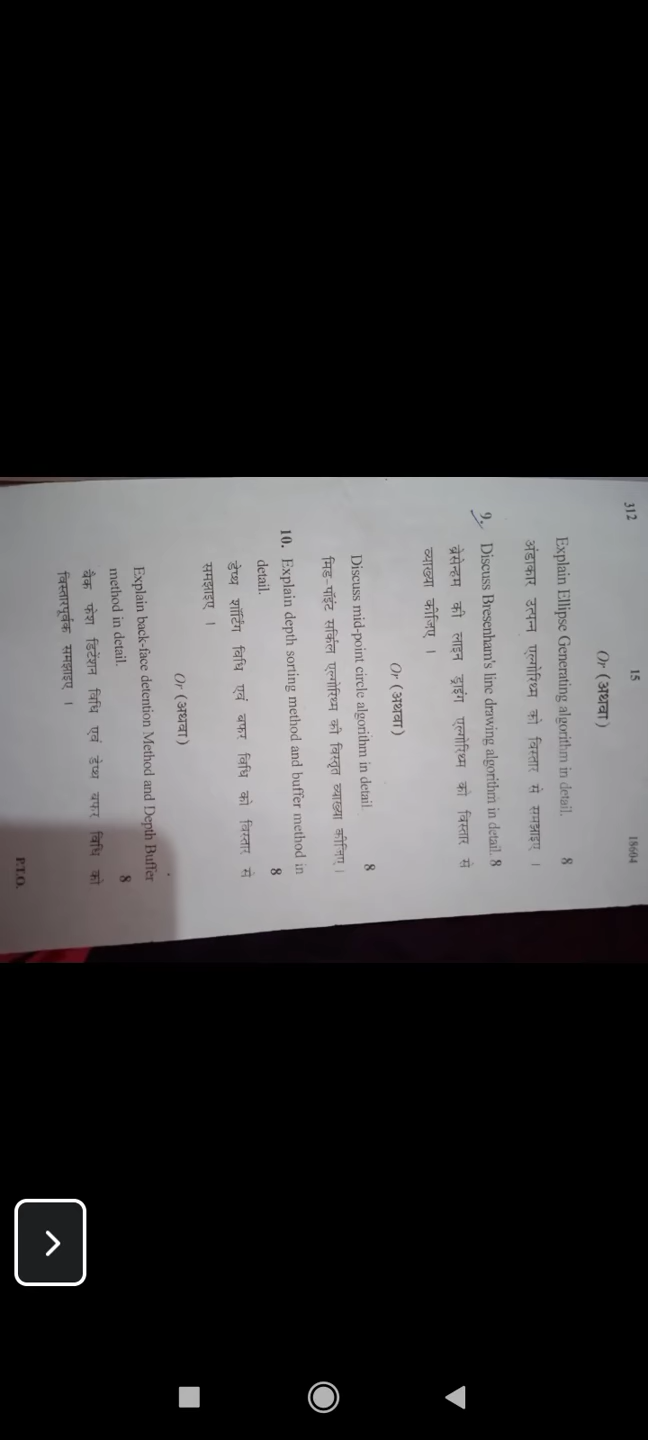 312 15 18604
Or (अथवा)
Explain Ellipse Generating algorithm in detail. 8
अंडाकार उत्पन्न एल्गोरिथ्म को विस्तार से समझाइए ।
9. Discuss Bresenham's line drawing algorithm in detail. 8
ब्रेसेन्हम की लाइन ड्राइंग एल्गोरिथ्म को विस्तार से
व्याख्या कीजिए ।
Or (अथवा)
Discuss mid-point circle algorithm in detail 8
मिड-पॉइंट सर्किल एल्गोरिथ्म की विस्तृत व्याख्या कीजिए ।
10. Explain depth sorting method and buffer method in
detail. 8
डेप्थ शॉर्टिंग विधि एवं बफर विधि को विस्तार से
समझाइए ।
Or (अथवा)
Explain back-face detention Method and Depth Buffer
method in detail. 8
बैक फेश डिटेंशन विधि एवं डेप्थ बफर विधि को
विस्तारपूर्वक समझाइए ।
P.T.O.